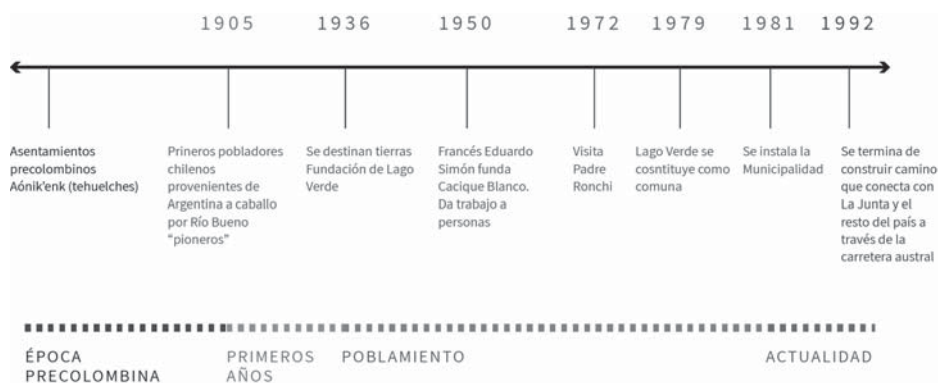 1905 1936 1950 1972 1979 1981 1992
Asentamientos
precolombinos
Aónik'enk (tehuelches)
Prineros pobladores
chilenos
provenientes de
Argentina a caballo
por Río Bueno
"pioneros"
Se destinan tierras
Fundación de Lago
Verde
Francés Eduardo
Simón funda
Cacique Blanco.
Da trabajo a
personas
Visita
Padre
Ronchi
Lago Verde se
cosntituye como
comuna
Se instala la
Municipalidad
Se termina de
construir camino
que conecta con
La Junta y el
resto del país a
través de la
carretera austral
ÉPOCA
PRECOLOMBINA
PRIMEROS
AÑOS
POBLAMIENTO
ACTUALIDAD